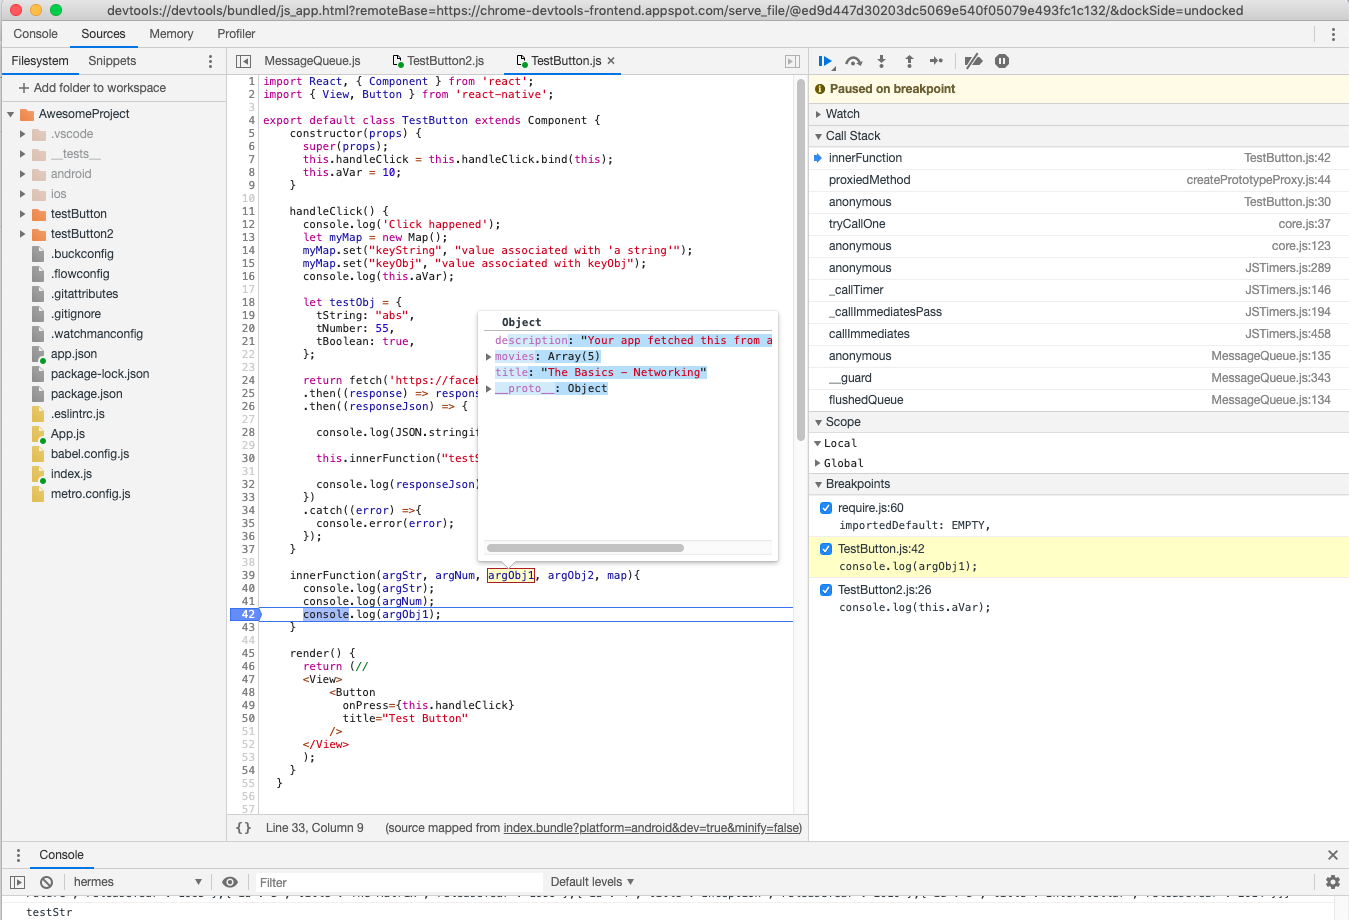 devtools://devtools/bundled/js_app.html?remoteBase=https://chrome-devtools-frontend.appspot.com/serve_file/@ed9d447d30203dc5069e540f05079e493fc1c132/&dockSide=undocked
Console Sources Memory Profiler
Filesystem Snippets
Add folder to workspace
AwesomeProject
.vscode
__tests__
android
ios
testButton
testButton2
.buckconfig
.flowconfig
.gitattributes
.gitignore
.watchmanconfig
app.json
package-lock.json
package.json
.eslintrc.js
App.js
babel.config.js
index.js
metro.config.js
MessageQueue.js TestButton2.js TestButton.js ×
1 import React, { Component } from 'react';
2 import { View, Button } from 'react-native';
3
4 export default class TestButton extends Component {
5 constructor(props) {
6 super(props);
7 this.handleClick = this.handleClick.bind(this);
8 this.aVar = 10;
9 }
10
11 handleClick() {
12 console.log('Click happened');
13 let myMap = new Map();
14 myMap.set("keyString", "value associated with 'a string'");
15 myMap.set("keyObj", "value associated with keyObj");
16 console.log(this.aVar);
17
18 let testObj = {
19 tString: "abs",
20 tNumber: 55,
21 tBoolean: true,
22 };
23
24 return fetch('https://faceb
25 .then((response) => respons
26 .then((responseJson) => {
27
28 console.log(JSON.stringif
29
30 this.innerFunction("testS
31
32 console.log(responseJson)
33 })
34 .catch((error) =>{
35 console.error(error);
36 });
37 }
38
39 innerFunction(argStr, argNum, argObj1, argObj2, map){
40 console.log(argStr);
41 console.log(argNum);
42 console.log(argObj1);
43 }
44
45 render() {
46 return (//
47 <View>
48 <Button
49 onPress={this.handleClick}
50 title="Test Button"
51 />
52 </View>
53 );
54 }
55 }
56
57
Object
description: "Your app fetched this from a
movies: Array(5)
title: "The Basics - Networking"
__proto__: Object
{} Line 33, Column 9 (source mapped from index.bundle?platform=android&dev=true&minify=false)
Paused on breakpoint
Watch
Call Stack
innerFunction TestButton.js:42
proxiedMethod createPrototypeProxy.js:44
anonymous TestButton.js:30
tryCallOne core.js:37
anonymous core.js:123
anonymous JSTimers.js:289
_callTimer JSTimers.js:146
_callImmediatesPass JSTimers.js:194
callImmediates JSTimers.js:458
anonymous MessageQueue.js:135
__guard MessageQueue.js:343
flushedQueue MessageQueue.js:134
Scope
Local
Global
Breakpoints
require.js:60
importedDefault: EMPTY,
TestButton.js:42
console.log(argObj1);
TestButton2.js:26
console.log(this.aVar);
Console
hermes Filter Default levels
testStr